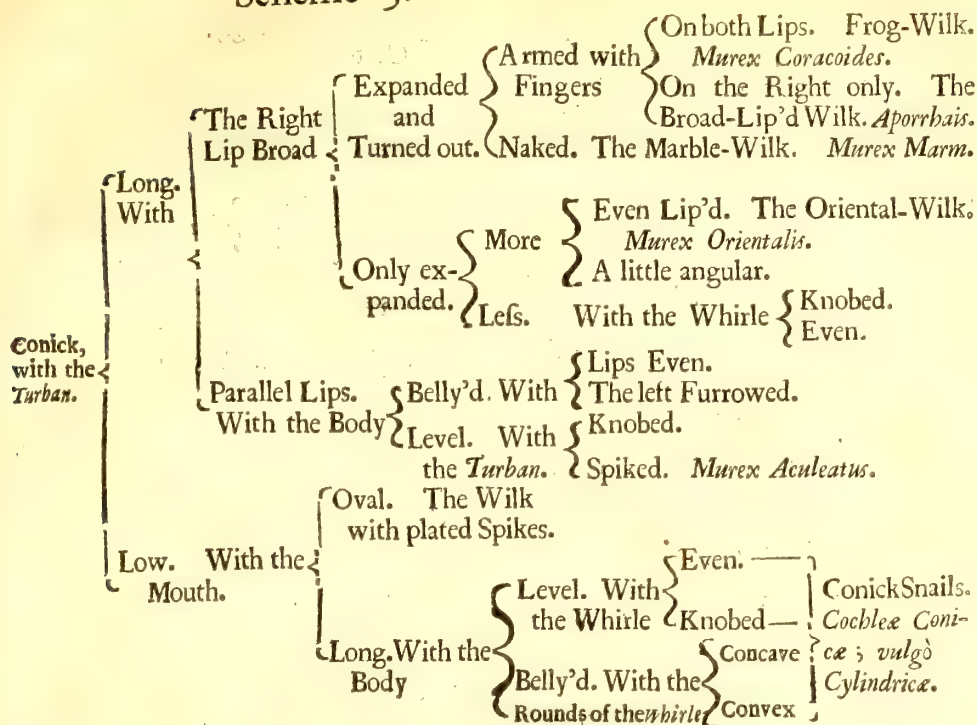 Conick,
with the
Turban.
Long.
With
The Right
Lip Broad
Expanded
and
Turned out.
Armed with
Fingers
On both Lips. Frog-Wilk.
Murex Coracoides.
On the Right only. The
Broad-Lip'd Wilk. Aporrhais.
Naked. The Marble-Wilk. Murex Marm.
Only ex-
panded.
More
Even Lip'd. The Oriental-Wilk.
Murex Orientalis.
A little angular.
Leſs. With the Whirle
Knobed.
Even.
Parallel Lips.
With the Body
Belly'd. With
Lips Even.
The left Furrowed.
Level. With
the Turban.
Knobed.
Spiked. Murex Aculeatus.
Low. With the
Mouth.
Oval. The Wilk
with plated Spikes.
Long. With the
Body
Level. With
the Whirle
Even.
Knobed
Belly'd. With the
Rounds of the whirle
Concave
Convex
Conick Snails.
Cochleæ Coni-
cæ; vulgò
Cylindricæ.